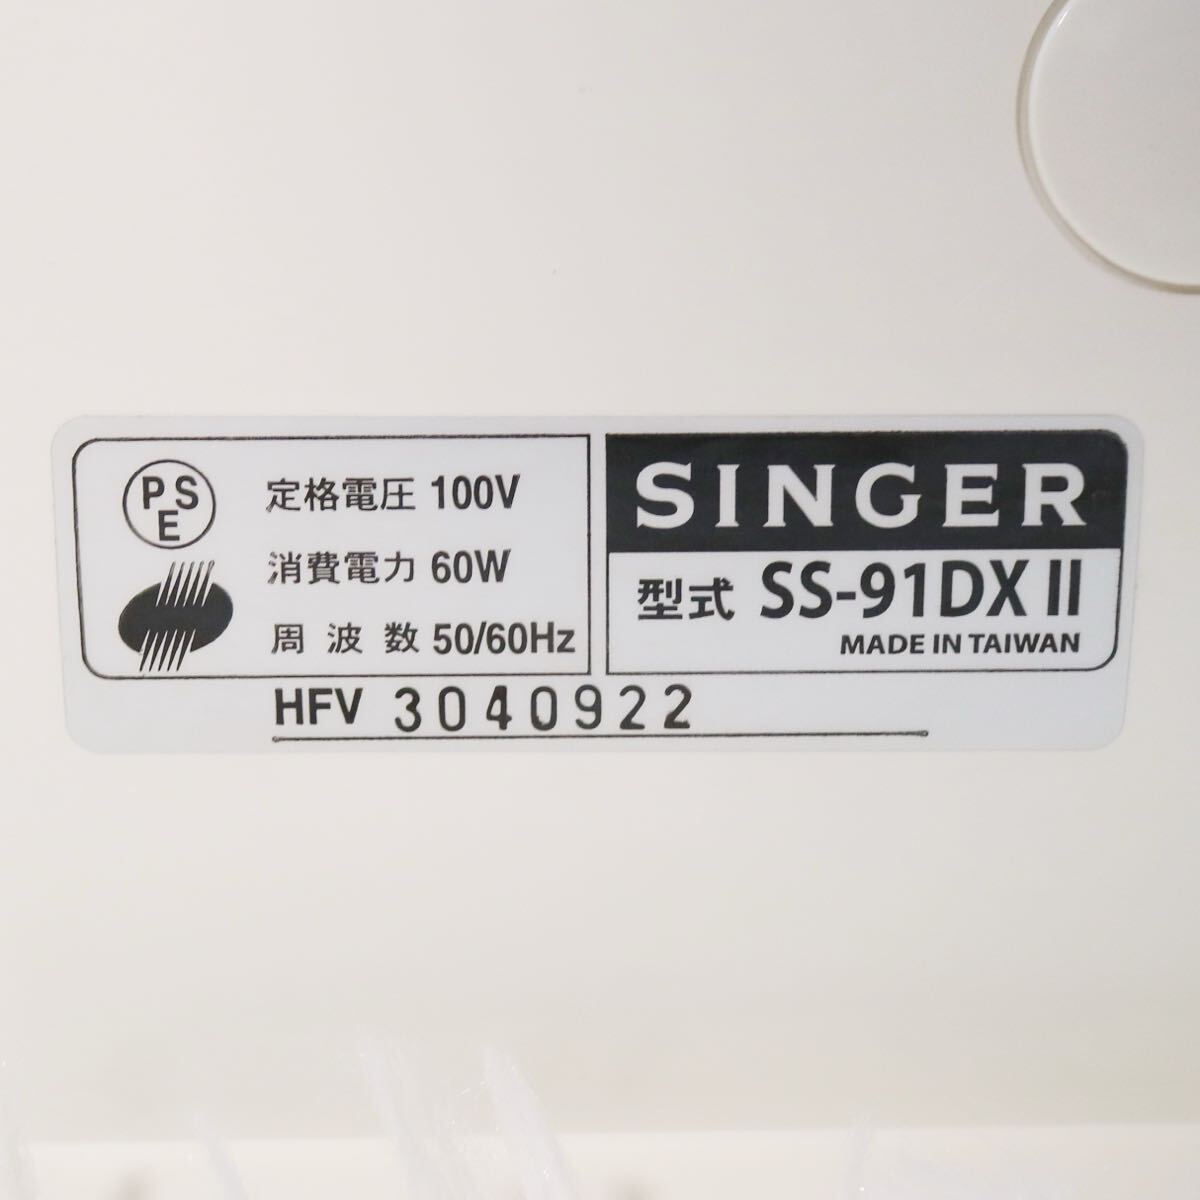 PSE
定格電圧 100V
消費電力 60W
周波数 50/60Hz
SINGER
型式 SS-91DX II
MADE IN TAIWAN
HFV 3040922